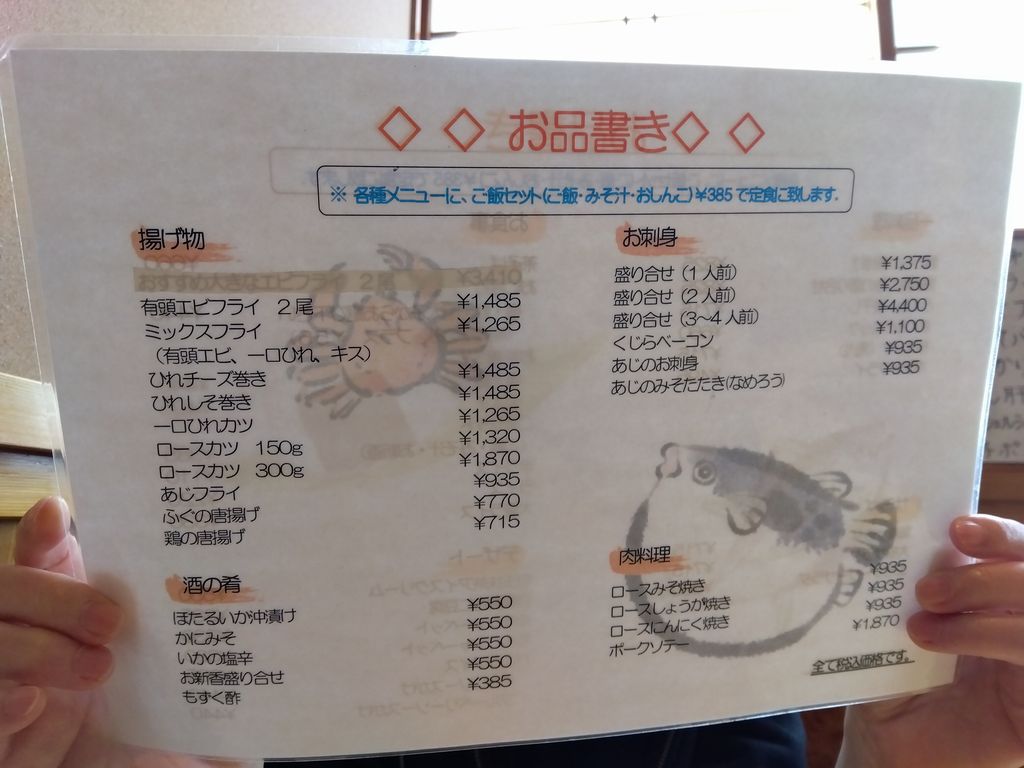 ◇ ◇ お品書き◇ ◇
※ 各種メニューに、ご飯セット(ご飯・みそ汁・おしんこ)¥385 で定食に致します。
揚げ物
おすすめ大きなエビフライ 2尾 ¥3,410
有頭エビフライ 2尾 ¥1,485
ミックスフライ ¥1,265
(有頭エビ、一口ひれ、キス)
ひれチーズ巻き ¥1,485
ひれしそ巻き ¥1,485
一口ひれカツ ¥1,265
ロースカツ 150g ¥1,320
ロースカツ 300g ¥1,870
あじフライ ¥935
ふぐの唐揚げ ¥770
鶏の唐揚げ ¥715
酒の肴
ほたるいか沖漬け ¥550
かにみそ ¥550
いかの塩辛 ¥550
お新香盛り合せ ¥550
もずく酢 ¥385
お刺身
盛り合せ(1人前) ¥1,375
盛り合せ(2人前) ¥2,750
盛り合せ(3~4人前) ¥4,400
くじらベーコン ¥1,100
あじのお刺身 ¥935
あじのみそたたき(なめろう) ¥935
肉料理
ロースみそ焼き ¥935
ロースしょうが焼き ¥935
ロースにんにく焼き ¥935
ポークソテー ¥1,870
全て税込価格です。